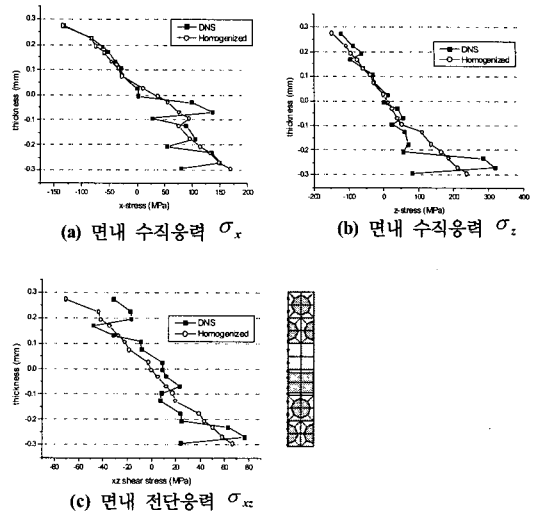 DNS
Homogenized
thickness (mm)
0.3
0.2
0.1
0.0
-0.1
-0.2
-0.3
-150 -100 -50 0 50 100 150 200
x-stress (MPa)
(a) 면내 수직응력 σx
DNS
Homogenized
thickness (mm)
0.3
0.2
0.1
0.0
-0.1
-0.2
-0.3
-200 -100 0 100 200 300 400
z-stress (MPa)
(b) 면내 수직응력 σz
DNS
Homogenized
thickness (mm)
0.3
0.2
0.1
0.0
-0.1
-0.2
-0.3
-80 -60 -40 -20 0 20 40 60 80
xz shear stress (MPa)
(c) 면내 전단응력 σxz